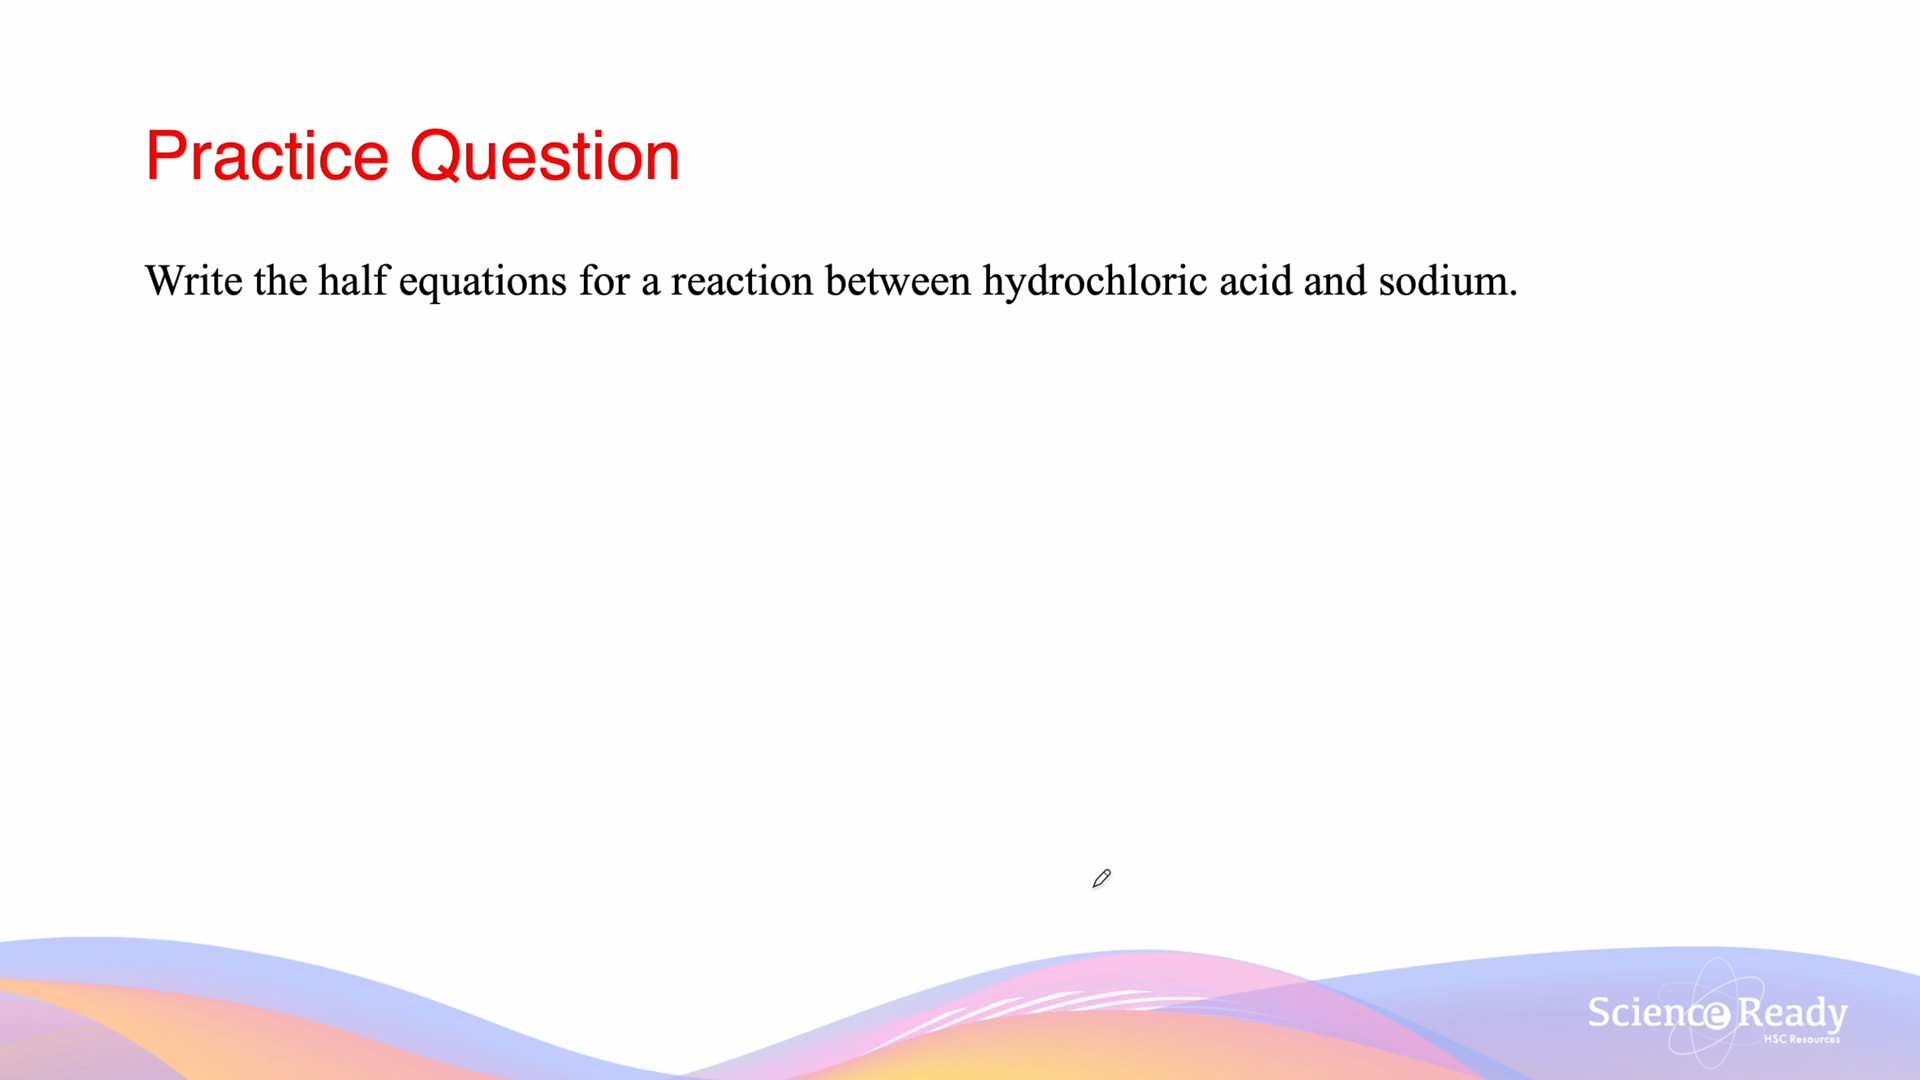 Practice Question
Write the half equations for a reaction between hydrochloric acid and sodium.
Science Ready
HSC Resources